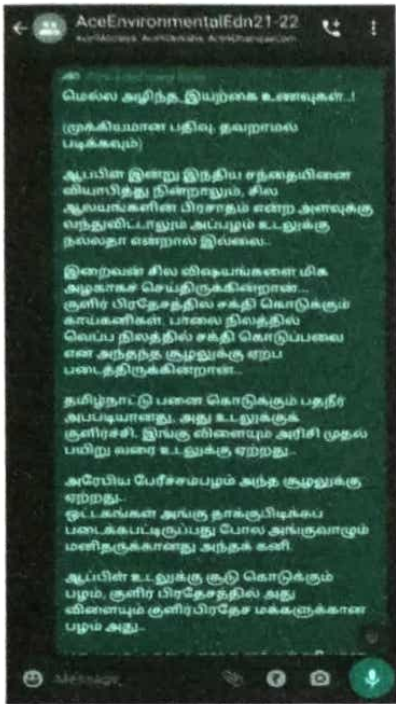 AceEnvironmentalEdn21-22
மெல்ல அழிந்த இயற்கை உணவுகள்..!
(முக்கியமான பதிவு தவறாமல்
படிக்கவும்)
ஆப்பிள் இன்று இந்திய சந்தையினை
வியாபித்து நின்றாலும், சில
ஆலயங்களின் பிரசாதம் என்ற அளவுக்கு
வந்துவிட்டாலும் அப்பழம் உடலுக்கு
நல்லதா என்றால் இல்லை..
இறைவன் சில விஷயங்களை மிக
அழகாகச் செய்திருக்கின்றான்...
குளிர் பிரதேசத்தில் சக்தி கொடுக்கும்
காய்கனிகள், பாலை நிலத்தில்
வெப்ப நிலத்தில் சக்தி கொடுப்பவை
என அந்தந்த சூழலுக்கு ஏற்ப
படைத்திருக்கின்றான்..
தமிழ்நாட்டு பனை கொடுக்கும் பதநீர்
அப்படியானது, அது உடலுக்குக்
குளிர்ச்சி, இங்கு விளையும் அரிசி முதல்
பயிறு வரை உடலுக்கு ஏற்றது..
அரேபிய பேரீச்சம்பழம் அந்த சூழலுக்கு
ஏற்றது..
ஒட்டகங்கள் அங்கு தாக்குபிடிக்கப்
படைக்கபட்டிருப்பது போல அங்குவாழும்
மனிதருக்கானது அந்தக் கனி.
ஆப்பிள் உடலுக்கு சூடு கொடுக்கும்
பழம், குளிர் பிரதேசத்தில் அது
விளையும் குளிர்பிரதேச மக்களுக்கான
பழம் அது..
Message